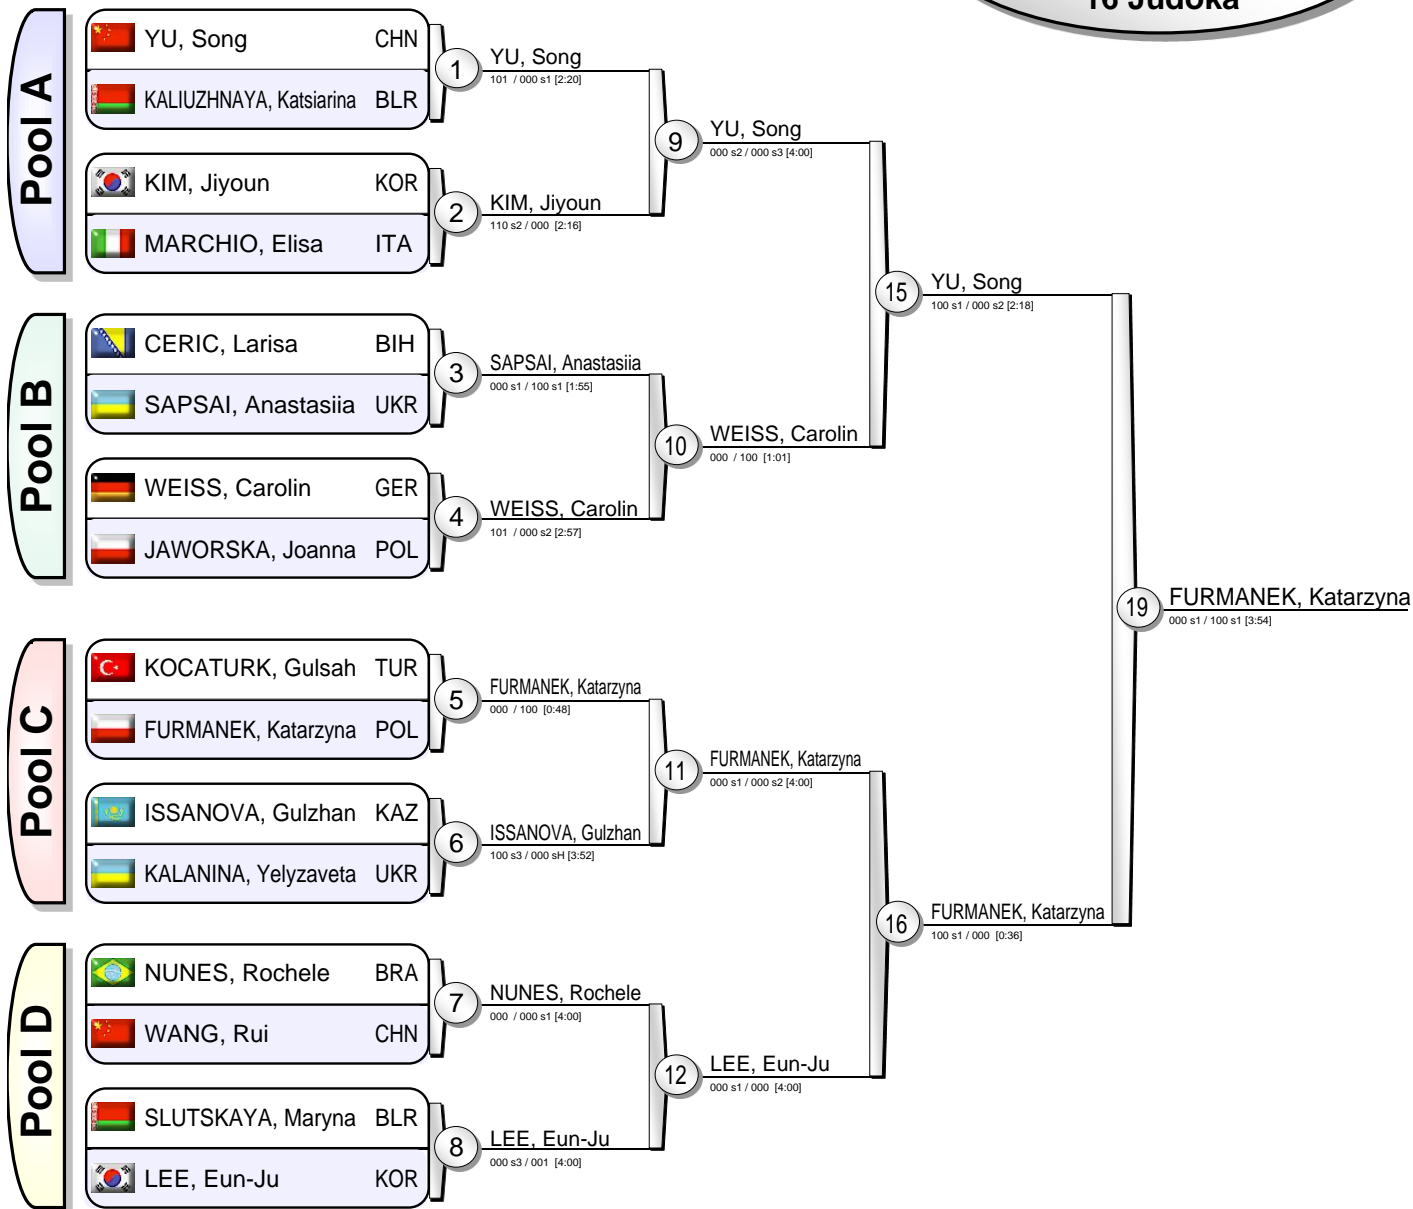 16 Judoka
Pool A
YU, Song CHN
KALIUZHNAYA, Katsiarina BLR
1
YU, Song
101 / 000 s1 [2:20]
KIM, Jiyoun KOR
MARCHIO, Elisa ITA
2
KIM, Jiyoun
110 s2 / 000 [2:16]
9
YU, Song
000 s2 / 000 s3 [4:00]
Pool B
CERIC, Larisa BIH
SAPSAI, Anastasiia UKR
3
SAPSAI, Anastasiia
000 s1 / 100 s1 [1:55]
WEISS, Carolin GER
JAWORSKA, Joanna POL
4
WEISS, Carolin
101 / 000 s2 [2:57]
10
WEISS, Carolin
000 / 100 [1:01]
15
YU, Song
100 s1 / 000 s2 [2:18]
Pool C
KOCATURK, Gulsah TUR
FURMANEK, Katarzyna POL
5
FURMANEK, Katarzyna
000 / 100 [0:48]
ISSANOVA, Gulzhan KAZ
KALANINA, Yelyzaveta UKR
6
ISSANOVA, Gulzhan
100 s3 / 000 sH [3:52]
11
FURMANEK, Katarzyna
000 s1 / 000 s2 [4:00]
Pool D
NUNES, Rochele BRA
WANG, Rui CHN
7
NUNES, Rochele
000 / 000 s1 [4:00]
SLUTSKAYA, Maryna BLR
LEE, Eun-Ju KOR
8
LEE, Eun-Ju
000 s3 / 001 [4:00]
12
LEE, Eun-Ju
000 s1 / 000 [4:00]
16
FURMANEK, Katarzyna
100 s1 / 000 [0:36]
19
FURMANEK, Katarzyna
000 s1 / 100 s1 [3:54]